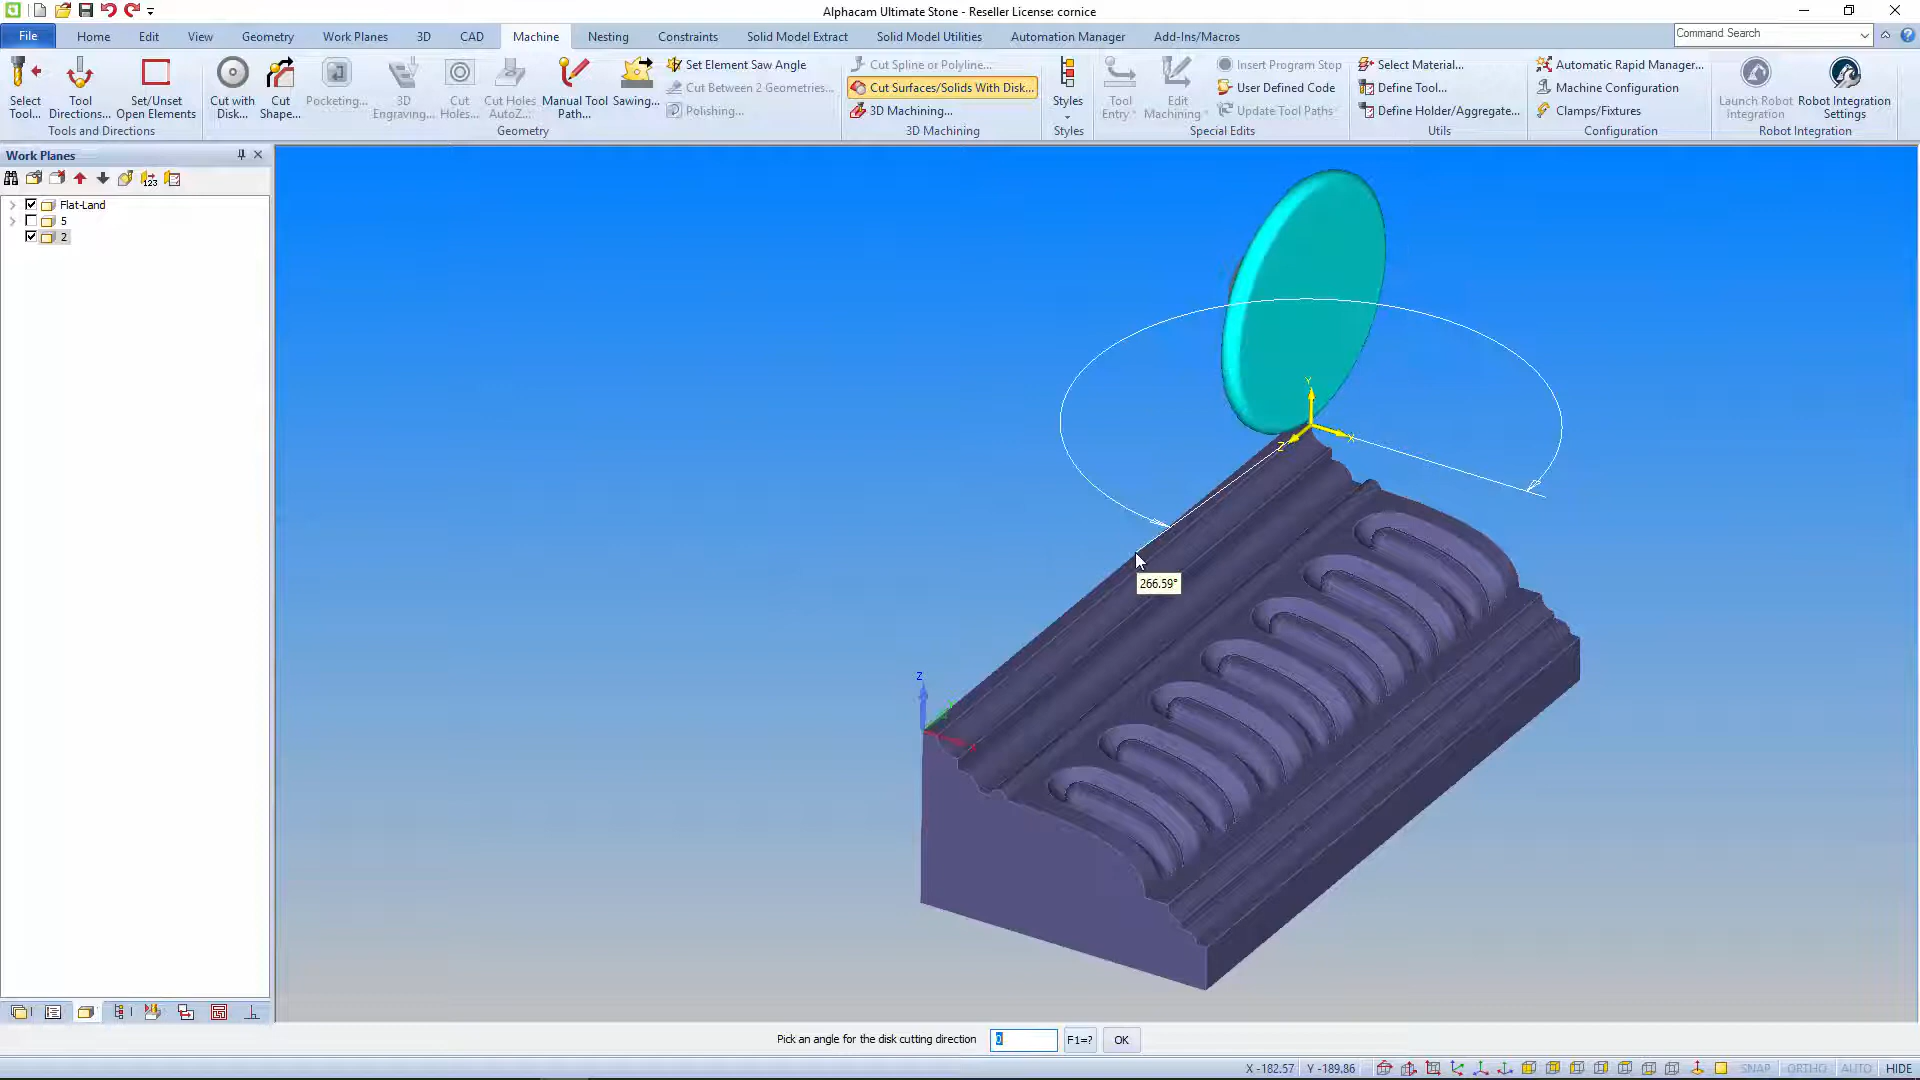 Alphacam Ultimate Stone - Reseller License: cornice
File Home Edit View Geometry Work Planes 3D CAD Machine Nesting Constraints Solid Model Extract Solid Model Utilities Automation Manager Add-Ins/Macros Command Search
Select Tool...
Tool Directions...
Set/Unset Open Elements
Tools and Directions
Cut with Disk...
Cut Shape...
Pocketing...
3D Engraving...
Cut Holes...
Cut Holes AutoZ...
Manual Tool Path...
Sawing...
Set Element Saw Angle
Cut Between 2 Geometries...
Polishing...
Geometry
Cut Spline or Polyline...
Cut Surfaces/Solids With Disk...
3D Machining...
3D Machining
Styles
Styles
Tool Entry
Edit Machining
Insert Program Stop
User Defined Code
Update Tool Paths
Special Edits
Select Material...
Define Tool...
Define Holder/Aggregate...
Utils
Automatic Rapid Manager...
Machine Configuration
Clamps/Fixtures
Configuration
Launch Robot Integration
Robot Integration Settings
Robot Integration
Work Planes
123
Flat-Land
5
2
Y
X
Z
266.59°
Z
Pick an angle for the disk cutting direction 0 F1=? OK
X -182.57 Y -189.86 SNAP ORTHO AUTO HIDE